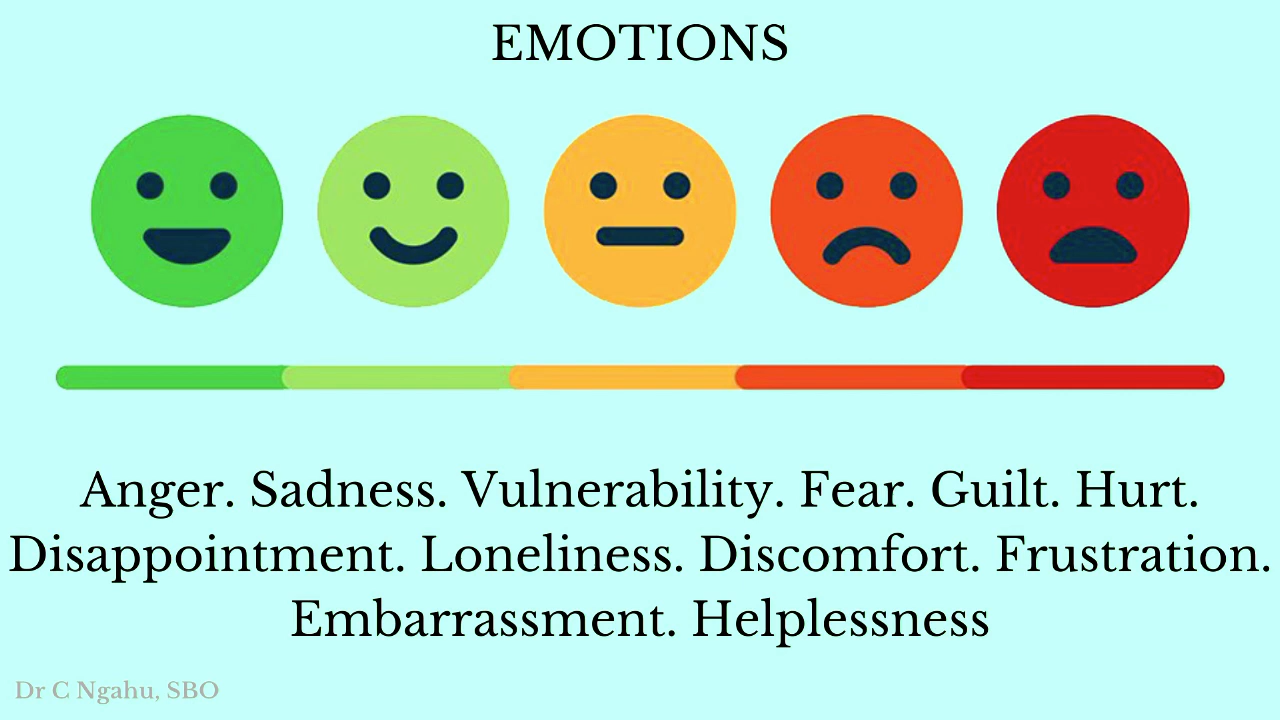 EMOTIONS
Anger. Sadness. Vulnerability. Fear. Guilt. Hurt.
Disappointment. Loneliness. Discomfort. Frustration.
Embarrassment. Helplessness
Dr C Ngahu, SBO